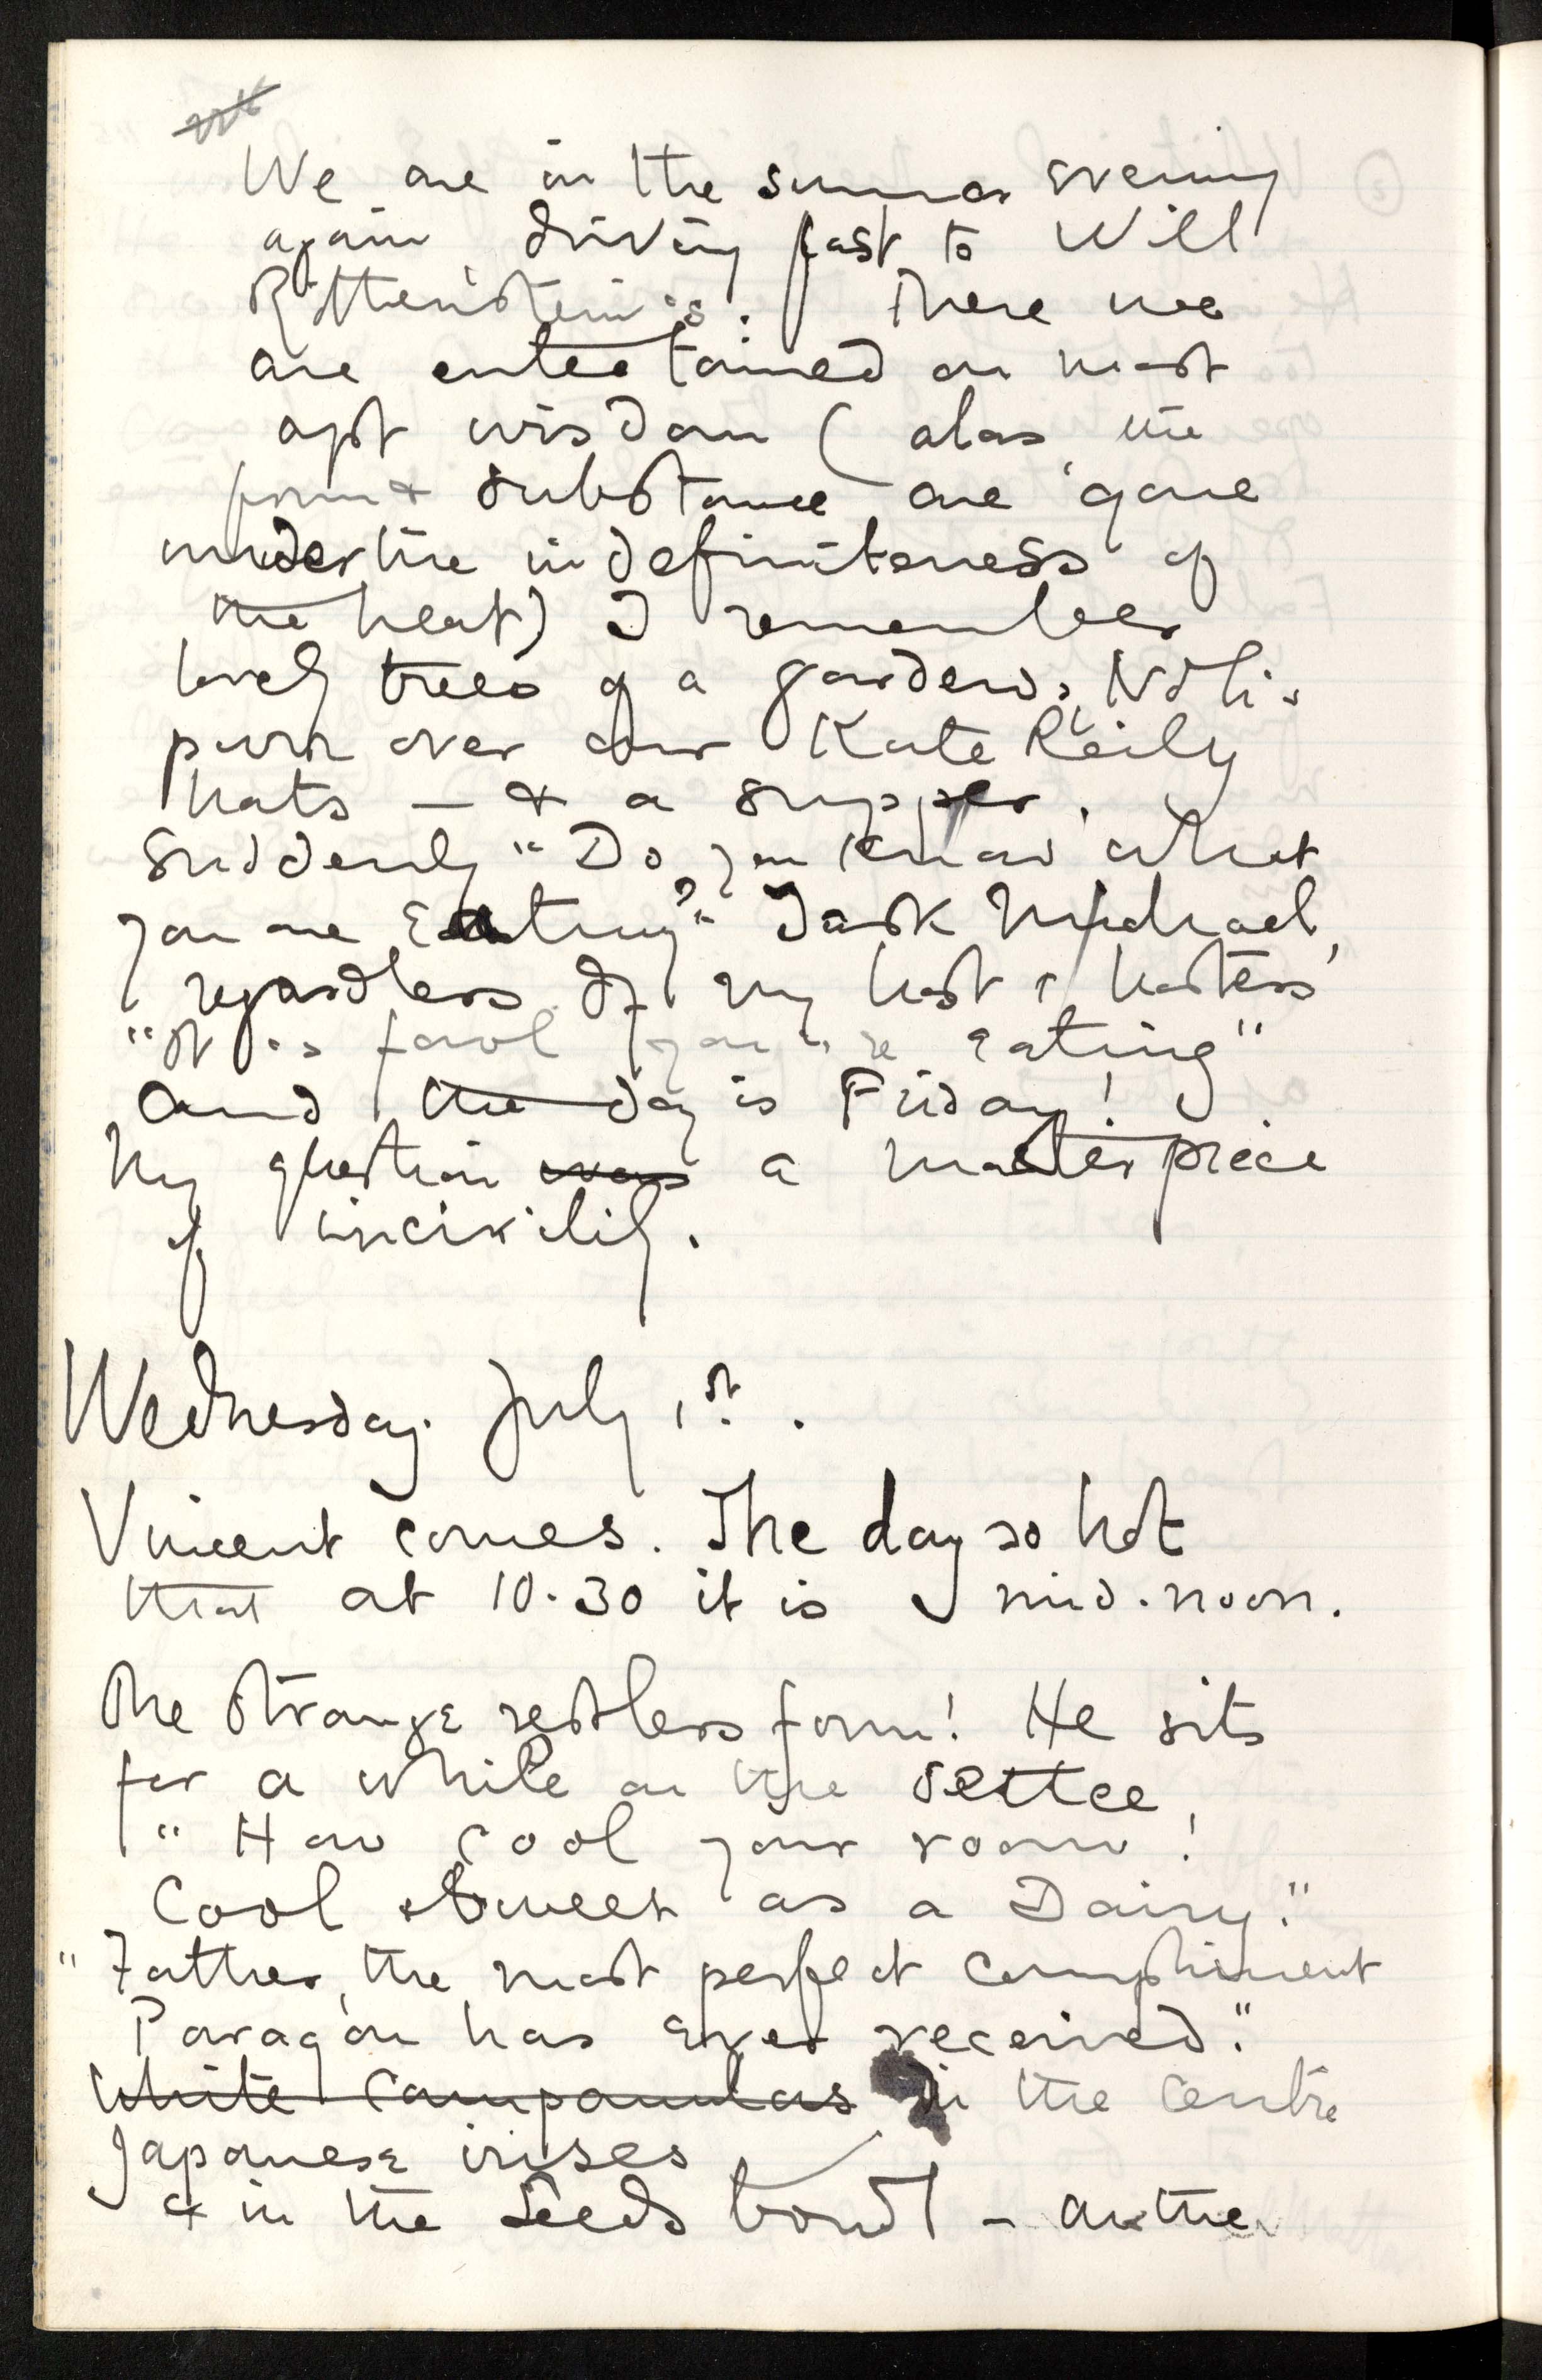 We are in the summer evening
again driving fast to Will
Rothenstein's. There we
are entertained on most
apt wisdom (alas, the
form & substance are gone
under the indefiniteness of
the heat) I remember
lovely trees of a garden,
over our Kate Reily
hats — & a supper.
Suddenly "Do you know what
you are Eating?" I ask Michael,
regardless of my host & hostess
"It is fowl you're eating"
And the day is Friday!
My question was a masterpiece
of incivility.
Wednesday July 1st.
Vincent comes. The day so hot
that at 10.30 it is mid-noon.
The strange restless form! He sits
for a while on the settee,
"How cool your room!
Cool & sweet as a Dairy."
"Father, the most perfect compliment
Paragon has ever received."
White campanulas in the centre
Japanese irises
& in the Leeds bowl - on the